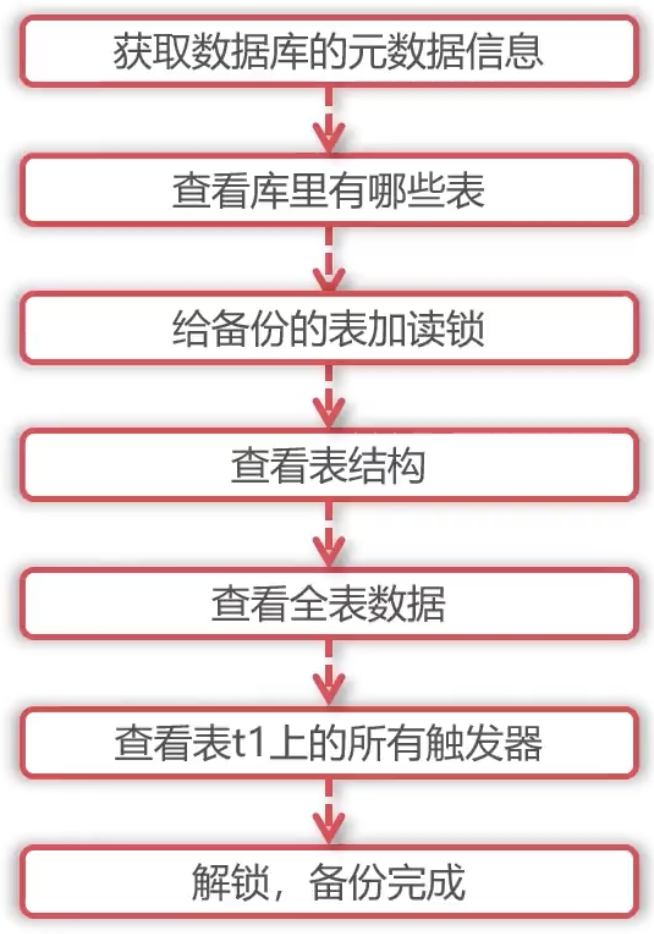 获取数据库的元数据信息
查看库里有哪些表
给备份的表加读锁
查看表结构
查看全表数据
查看表t1上的所有触发器
解锁，备份完成